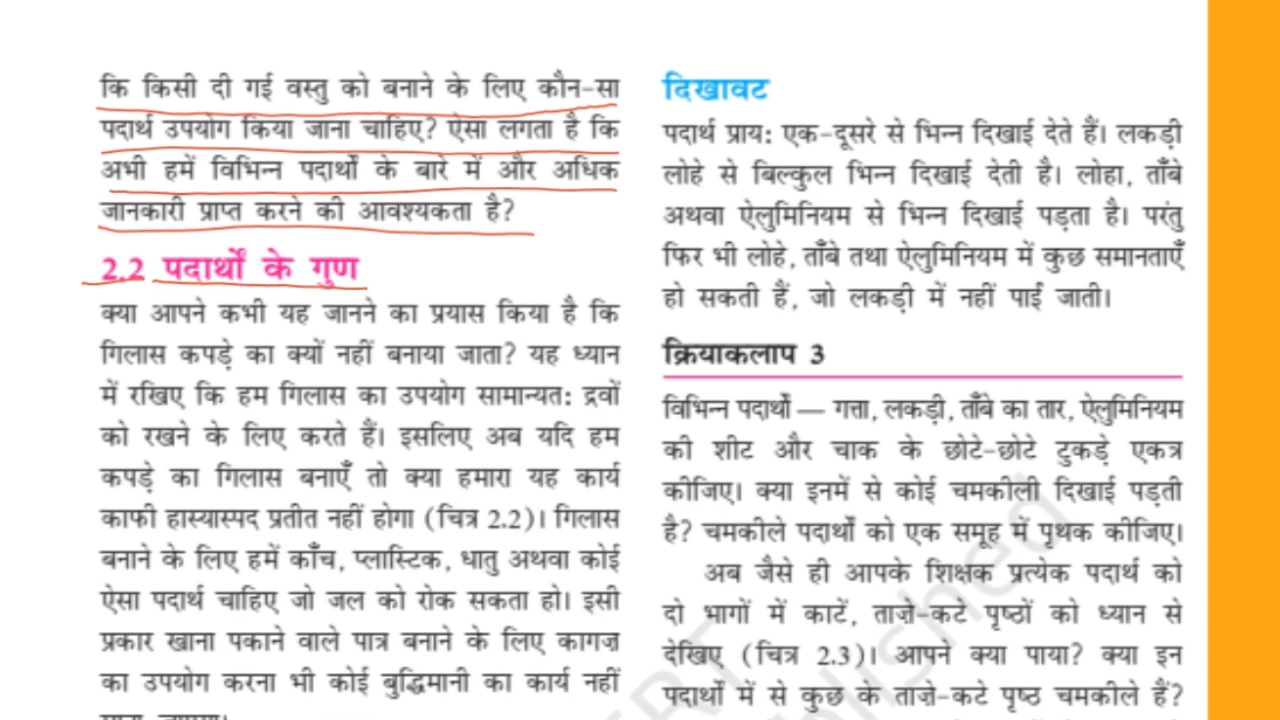 कि किसी दी गई वस्तु को बनाने के लिए कौन-सा
पदार्थ उपयोग किया जाना चाहिए? ऐसा लगता है कि
अभी हमें विभिन्न पदार्थों के बारे में और अधिक
जानकारी प्राप्त करने की आवश्यकता है?
2.2 पदार्थों के गुण
क्या आपने कभी यह जानने का प्रयास किया है कि
गिलास कपड़े का क्यों नहीं बनाया जाता? यह ध्यान
में रखिए कि हम गिलास का उपयोग सामान्यत: द्रवों
को रखने के लिए करते हैं। इसलिए अब यदि हम
कपड़े का गिलास बनाएँ तो क्या हमारा यह कार्य
काफी हास्यास्पद प्रतीत नहीं होगा (चित्र 2.2)। गिलास
बनाने के लिए हमें काँच, प्लास्टिक, धातु अथवा कोई
ऐसा पदार्थ चाहिए जो जल को रोक सकता हो। इसी
प्रकार खाना पकाने वाले पात्र बनाने के लिए कागज़
का उपयोग करना भी कोई बुद्धिमानी का कार्य नहीं
दिखावट
पदार्थ प्राय: एक-दूसरे से भिन्न दिखाई देते हैं। लकड़ी
लोहे से बिल्कुल भिन्न दिखाई देती है। लोहा, ताँबे
अथवा ऐलुमिनियम से भिन्न दिखाई पड़ता है। परंतु
फिर भी लोहे, ताँबे तथा ऐलुमिनियम में कुछ समानताएँ
हो सकती हैं, जो लकड़ी में नहीं पाई जाती।
क्रियाकलाप 3
विभिन्न पदार्थों — गत्ता, लकड़ी, ताँबे का तार, ऐलुमिनियम
की शीट और चाक के छोटे-छोटे टुकड़े एकत्र
कीजिए। क्या इनमें से कोई चमकीली दिखाई पड़ती
है? चमकीले पदार्थों को एक समूह में पृथक कीजिए।
अब जैसे ही आपके शिक्षक प्रत्येक पदार्थ को
दो भागों में काटें, ताज़े-कटे पृष्ठों को ध्यान से
देखिए (चित्र 2.3)। आपने क्या पाया? क्या इन
पदार्थों में से कुछ के ताज़े-कटे पृष्ठ चमकीले हैं?